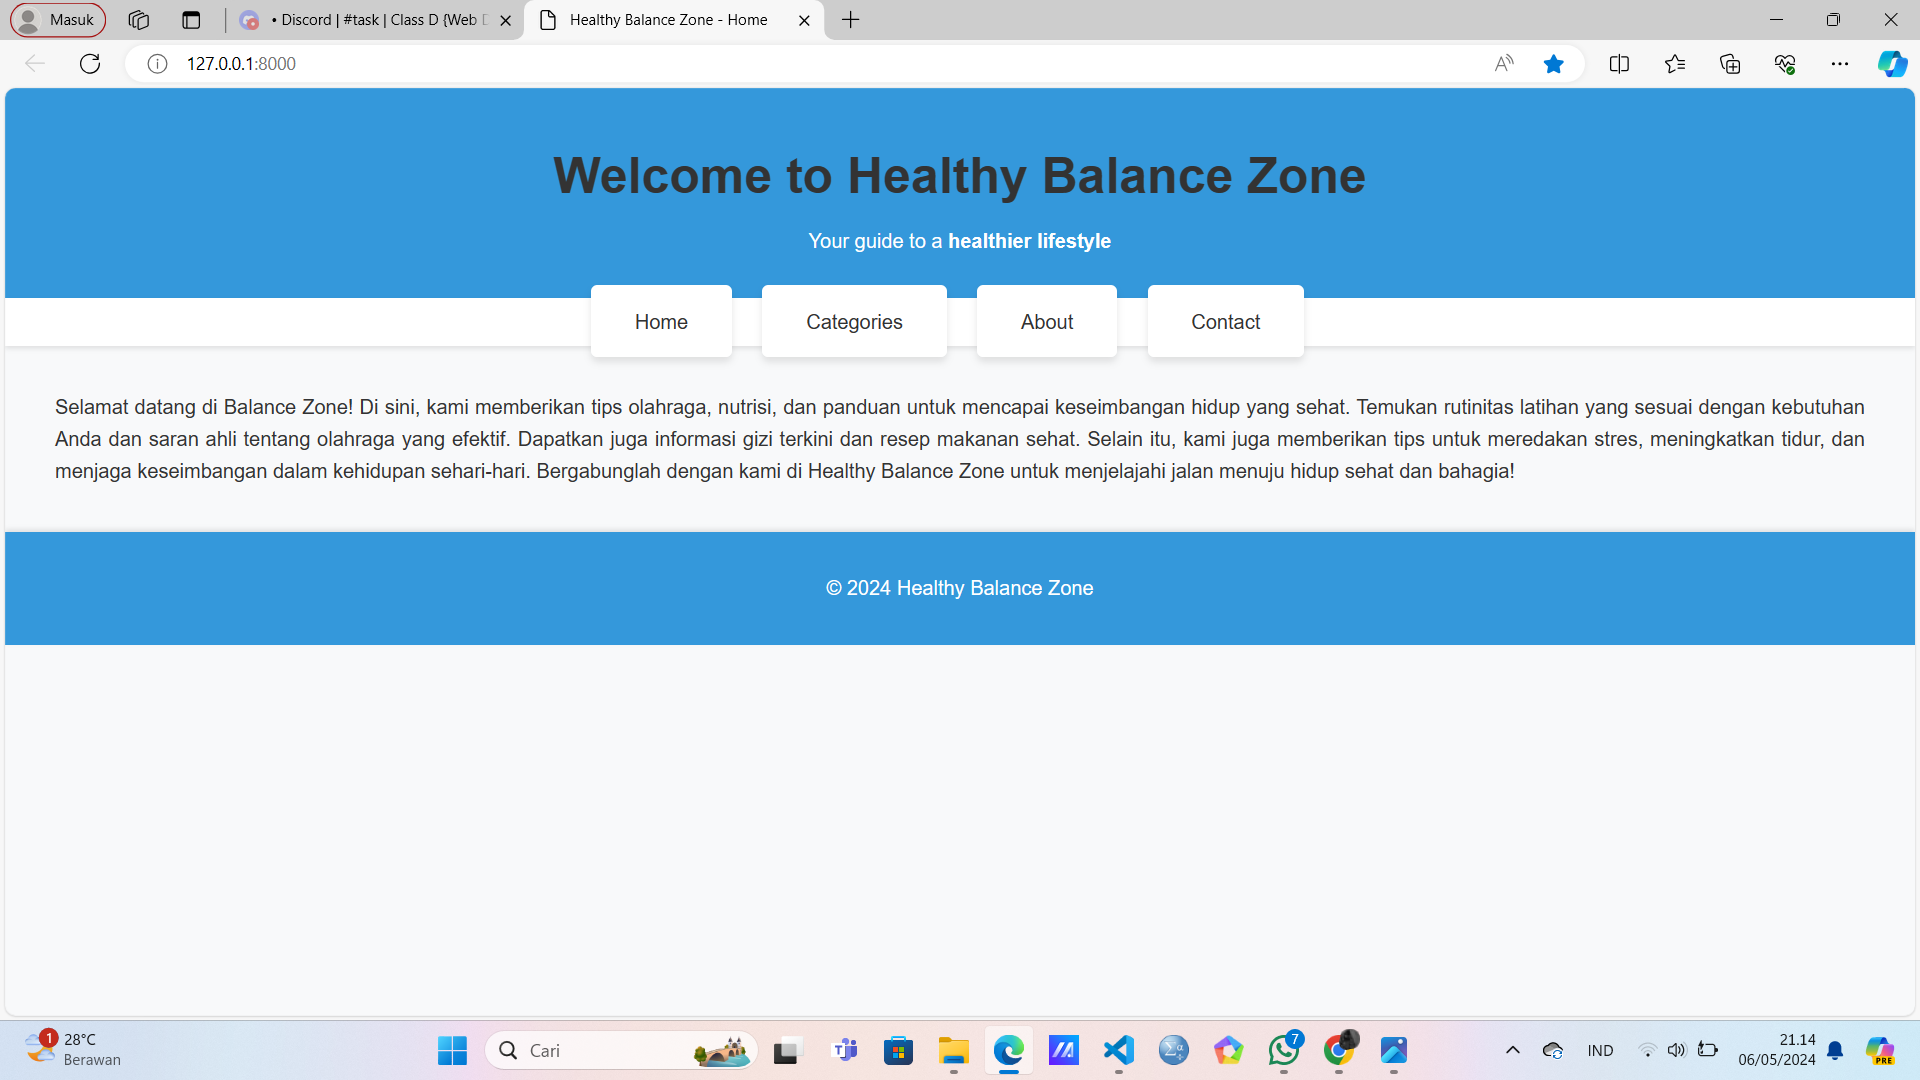 Masuk
• Discord | #task | Class D {Web D
Healthy Balance Zone - Home
127.0.0.1:8000
Welcome to Healthy Balance Zone
Your guide to a healthier lifestyle
Home
Categories
About
Contact
Selamat datang di Balance Zone! Di sini, kami memberikan tips olahraga, nutrisi, dan panduan untuk mencapai keseimbangan hidup yang sehat. Temukan rutinitas latihan yang sesuai dengan kebutuhan
Anda dan saran ahli tentang olahraga yang efektif. Dapatkan juga informasi gizi terkini dan resep makanan sehat. Selain itu, kami juga memberikan tips untuk meredakan stres, meningkatkan tidur, dan
menjaga keseimbangan dalam kehidupan sehari-hari. Bergabunglah dengan kami di Healthy Balance Zone untuk menjelajahi jalan menuju hidup sehat dan bahagia!
© 2024 Healthy Balance Zone
1
28°C
Berawan
Cari
7
IND
21.14
06/05/2024
PRE